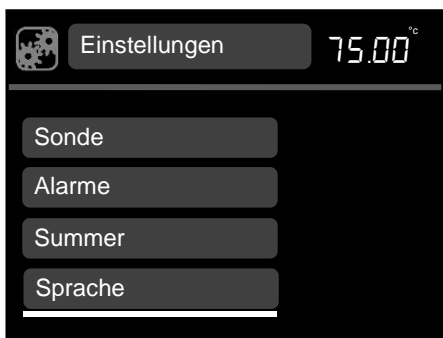 Einstellungen 75.00 °c
Sonde
Alarme
Summer
Sprache